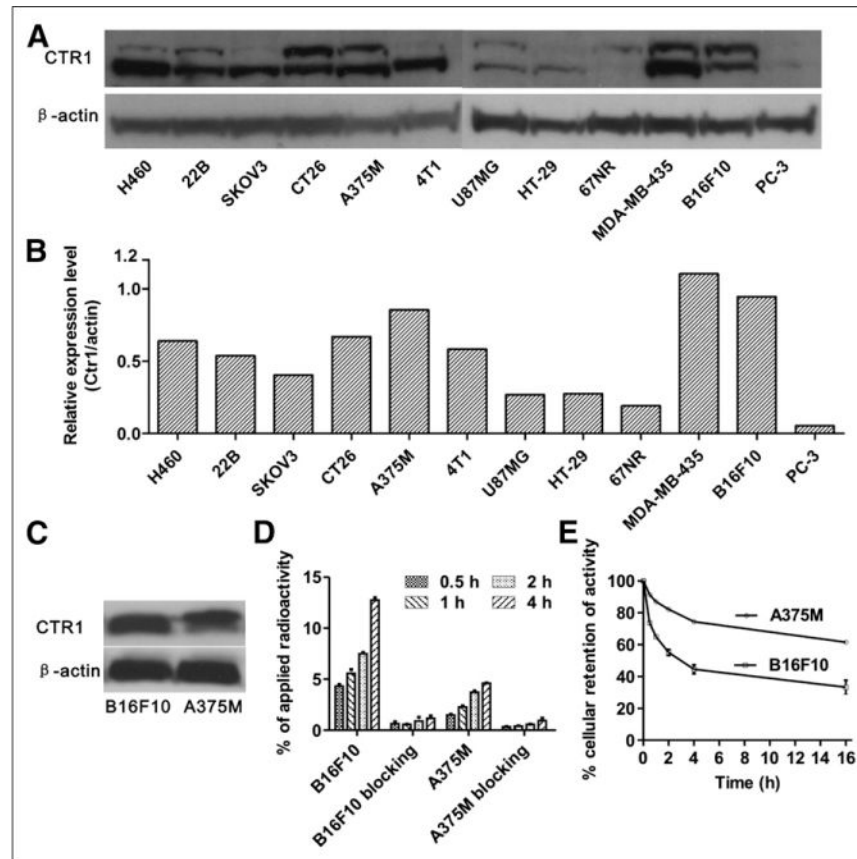 A
CTR1
β-actin
H460 22B SKOV3 CT26 A375M 4T1 U87MG HT-29 67NR MDA-MB-435 B16F10 PC-3
B
Relative expression level
(Ctr1/actin)
1.2
1.0
0.5
0.0
H460 22B SKOV3 CT26 A375M 4T1 U87MG HT-29 67NR MDA-MB-435 B16F10 PC-3
C
CTR1
β-actin
B16F10 A375M
D
% of applied radioactivity
15
10
5
0
0.5 h 2 h
1 h 4 h
B16F10 B16F10 blocking A375M A375M blocking
E
% cellular retention of activity
100
80
60
40
20
0
A375M
B16F10
0 2 4 6 8 10 12 14 16
Time (h)